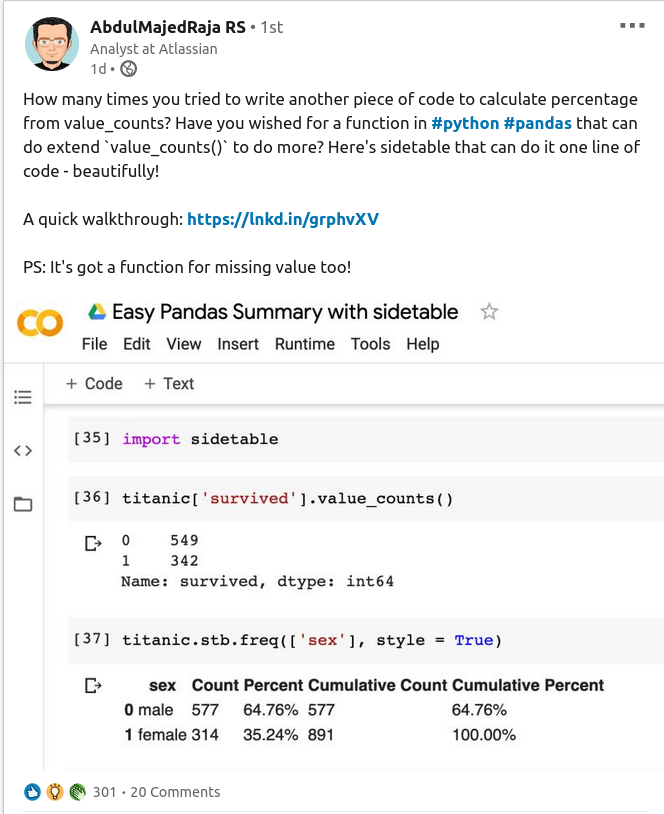 AbdulMajedRaja RS • 1st
Analyst at Atlassian
1d •
How many times you tried to write another piece of code to calculate percentage
from value_counts? Have you wished for a function in #python #pandas that can
do extend `value_counts()` to do more? Here's sidetable that can do it one line of
code - beautifully!
A quick walkthrough: https://lnkd.in/grphvXV
PS: It's got a function for missing value too!
CO Easy Pandas Summary with sidetable
File Edit View Insert Runtime Tools Help
+ Code + Text
[35] import sidetable
[36] titanic['survived'].value_counts()
0 549
1 342
Name: survived, dtype: int64
[37] titanic.stb.freq(['sex'], style = True)
sex Count Percent Cumulative Count Cumulative Percent
0 male 577 64.76% 577 64.76%
1 female 314 35.24% 891 100.00%
301 • 20 Comments